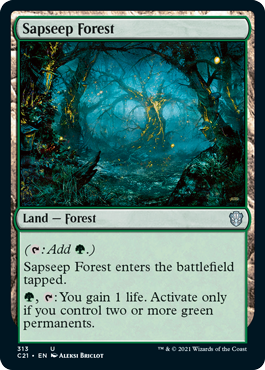 Sapseep Forest
Land — Forest
( : Add .)
Sapseep Forest enters the battlefield
tapped.
, : You gain 1 life. Activate only
if you control two or more green
permanents.
313 U
C21 • EN ALEKSI BRICLOT
™ & © 2021 Wizards of the Coast